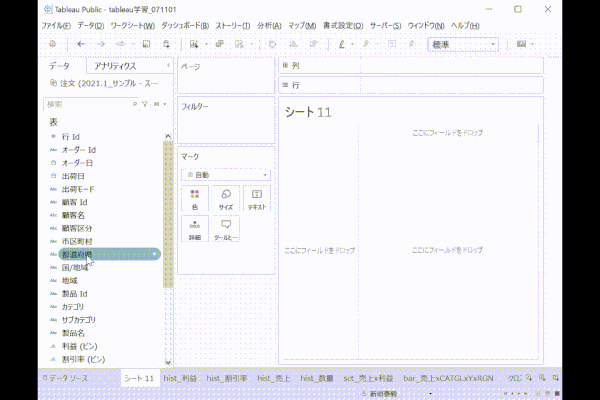 Tableau Public - tableau学習_071101
ファイル(F) データ(D) ワークシート(W) ダッシュボード(B) ストーリー(T) 分析(A) マップ(M) 書式設定(O) サーバー(S) ウィンドウ(N) ヘルプ(H)
標準
データ アナリティクス
注文 (2021.1_サンプル - ス...
検索
表
行 Id
オーダー Id
オーダー日
出荷日
出荷モード
顧客 Id
顧客名
顧客区分
市区町村
都道府県
国/地域
地域
製品 Id
カテゴリ
サブカテゴリ
製品名
利益 (ビン)
割引率 (ビン)
ページ
フィルター
マーク
自動
色 サイズ テキスト
詳細 ツールヒ...
列
行
シート 11
ここにフィールドをドロップ
ここにフィールドをドロップ
ここにフィールドをドロップ
データ ソース シート 11 hist_利益 hist_割引率 hist_売上 hist_数量 sct_売上x利益 bar_売上xCATGLxYxRGN クロ